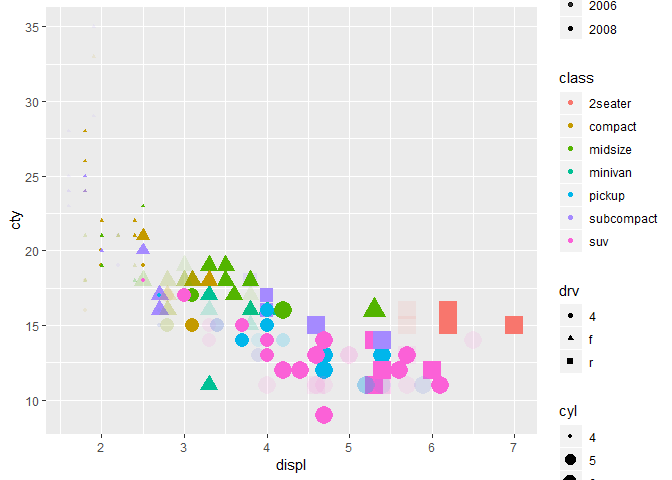 35
30
25
20
15
10
cty
2
3
4
5
6
7
displ
2006
2008
class
2seater
compact
midsize
minivan
pickup
subcompact
suv
drv
4
f
r
cyl
4
5